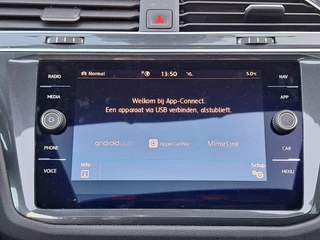 RADIO
Normal
13:50
5.0°C
NAV
MEDIA
APP
Welkom bij App-Connect.
Een apparaat via USB verbinden, alstublieft.
PHONE
androidauto
Apple CarPlay
MirrorLink
CAR
VOICE
Info
Setup
MENU